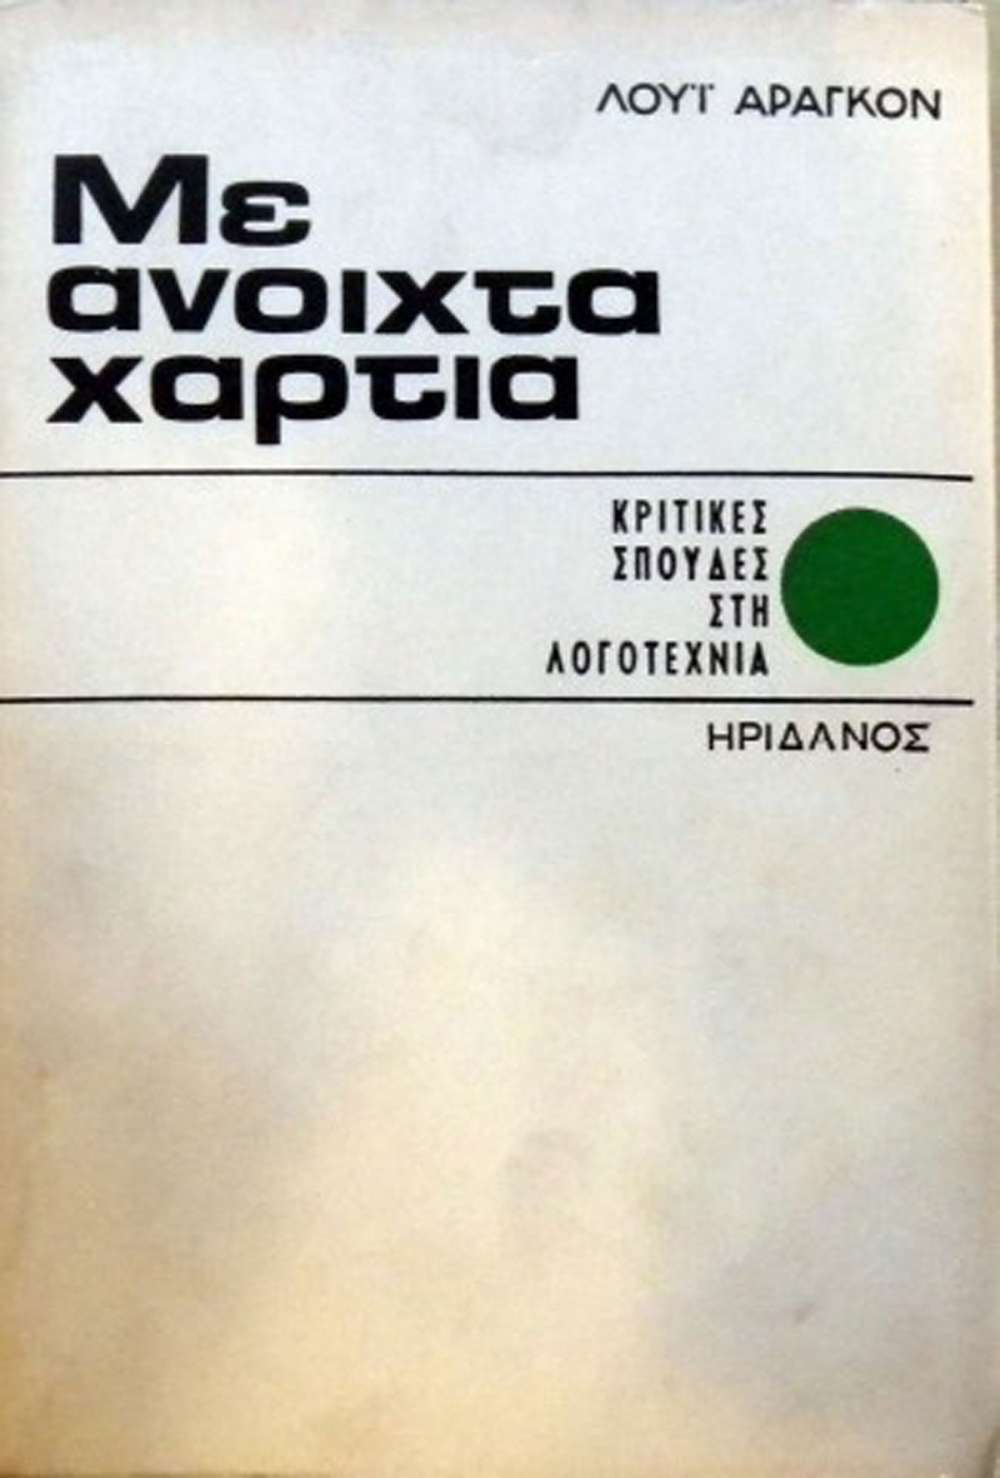 ΛΟΥΪ ΑΡΑΓΚΟΝ
Με
ανοιχτα
χαρτια
ΚΡΙΤΙΚΕΣ
ΣΠΟΥΔΕΣ
ΣΤΗ
ΛΟΓΟΤΕΧΝΙΑ
ΗΡΙΔΑΝΟΣ